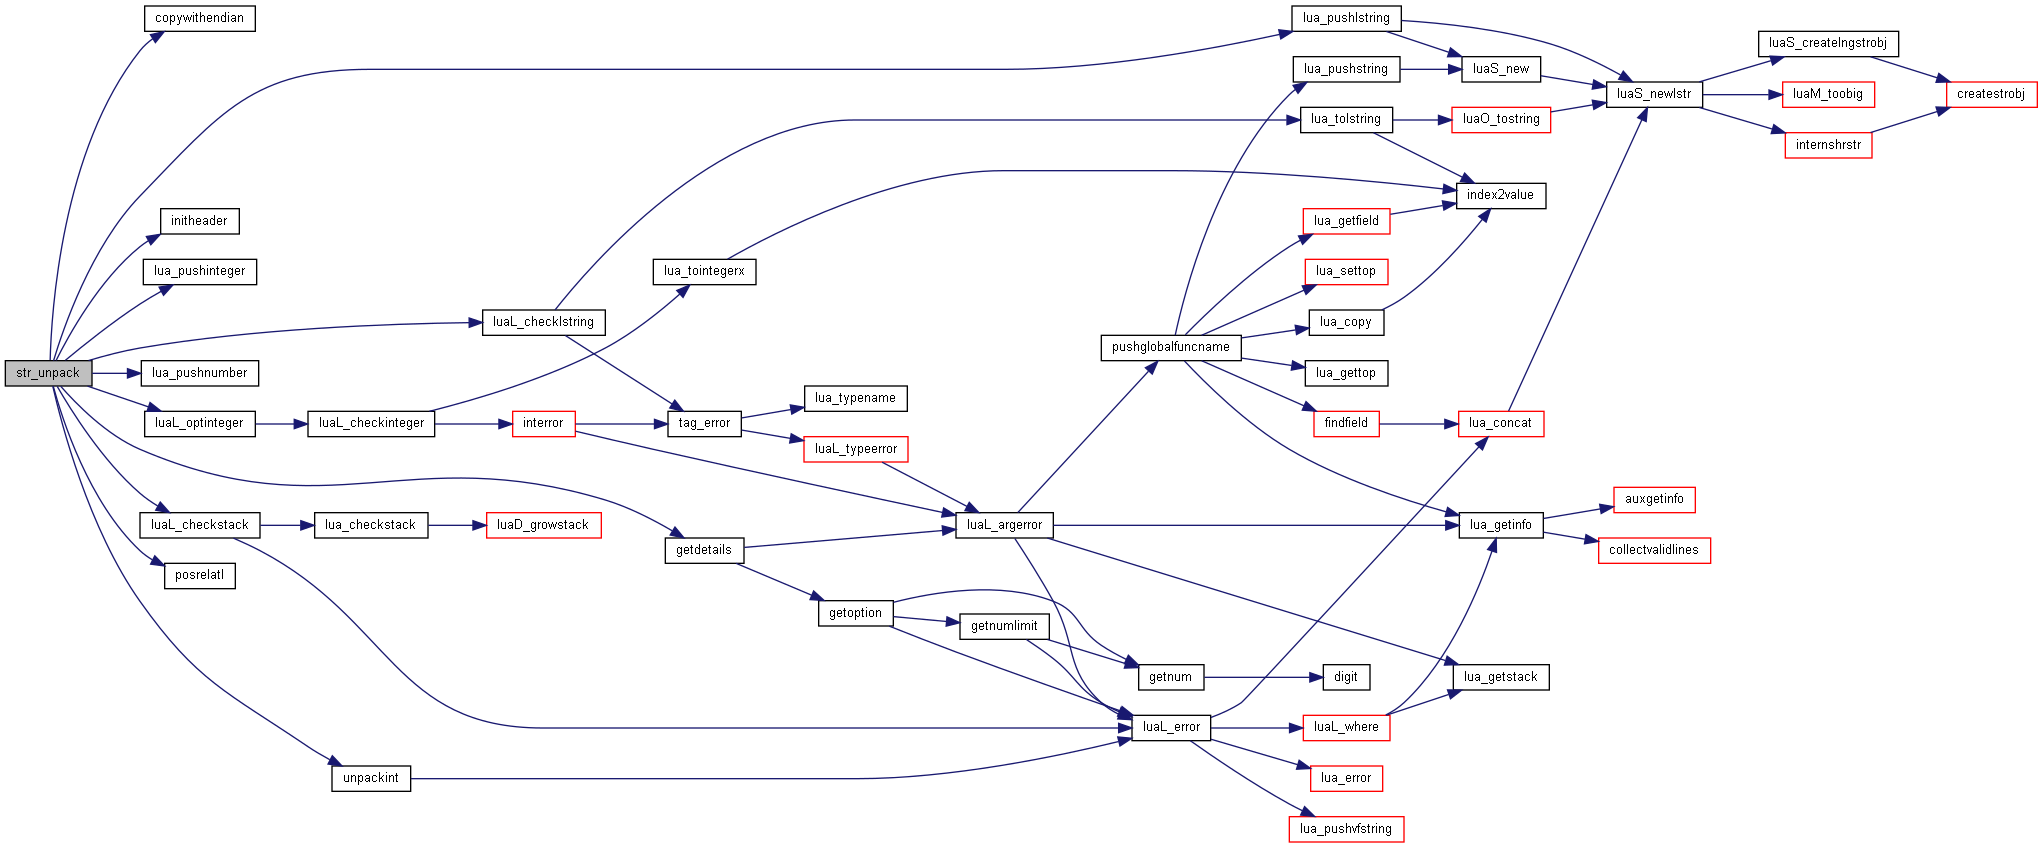 copywithendian
lua_pushlstring
luaS_createlngstrobj
lua_pushstring
luaS_new
luaS_newlstr
luaM_toobig
createstrobj
lua_tolstring
luaO_tostring
internshrstr
index2value
initheader
lua_getfield
lua_pushinteger
lua_tointegerx
lua_settop
luaL_checklstring
lua_copy
pushglobalfuncname
str_unpack
lua_pushnumber
lua_gettop
lua_typename
luaL_optinteger
luaL_checkinteger
interror
tag_error
findfield
lua_concat
luaL_typeerror
auxgetinfo
luaL_checkstack
lua_checkstack
luaD_growstack
luaL_argerror
lua_getinfo
getdetails
collectvalidlines
posrelatI
getoption
getnumlimit
getnum
digit
lua_getstack
luaL_error
luaL_where
unpackint
lua_error
lua_pushvfstring